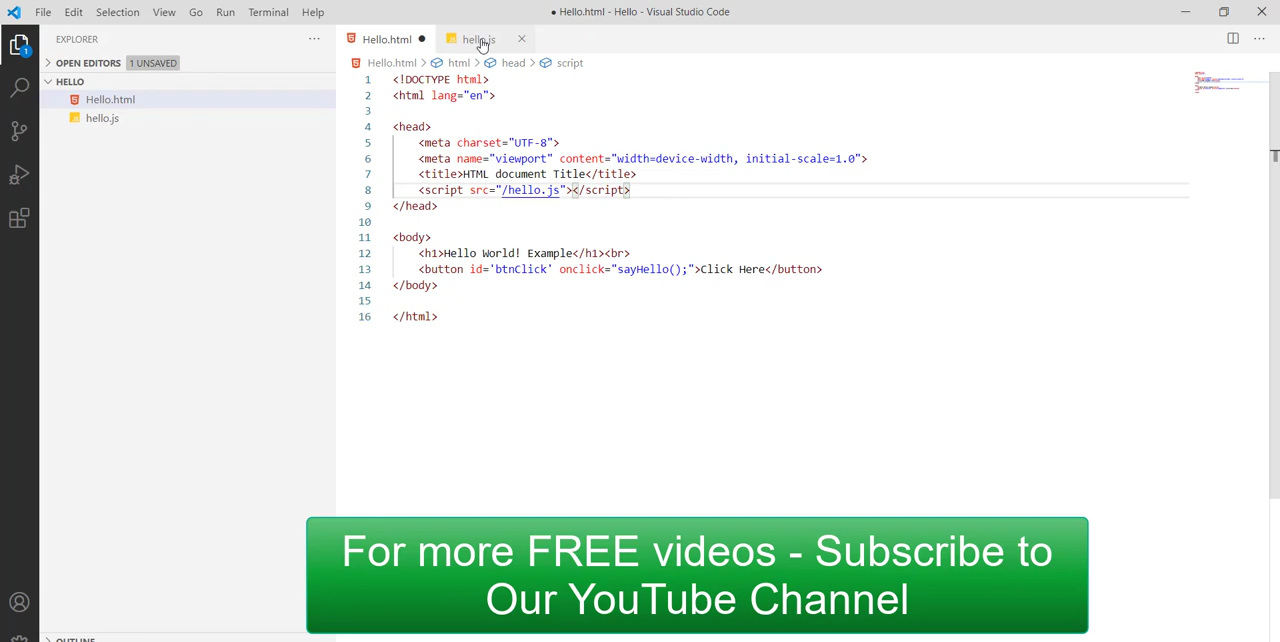 File Edit Selection View Go Run Terminal Help
● Hello.html - Hello - Visual Studio Code
EXPLORER
OPEN EDITORS 1 UNSAVED
HELLO
Hello.html
hello.js
1
Hello.html
hello.js
Hello.html > html > head > script
1 <!DOCTYPE html>
2 <html lang="en">
3
4 <head>
5 <meta charset="UTF-8">
6 <meta name="viewport" content="width=device-width, initial-scale=1.0">
7 <title>HTML document Title</title>
8 <script src="/hello.js"></script>
9 </head>
10
11 <body>
12 <h1>Hello World! Example</h1><br>
13 <button id='btnClick' onclick="sayHello();">Click Here</button>
14 </body>
15
16 </html>
For more FREE videos - Subscribe to
Our YouTube Channel
OUTLINE